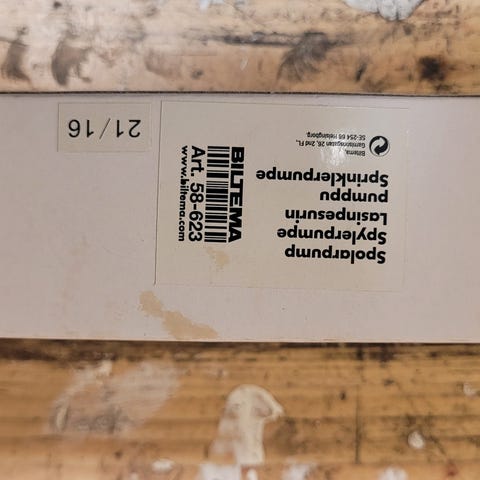 Spolarpump
Spylerpumpe
Lasinpesurin
pumppu
Sprinklerpumpe
BILTEMA
Art. 58-623
www.biltema.com
Biltema,
Garnisonsgatan 26, 2nd FL,
SE-254 66 Helsingborg.
21/16